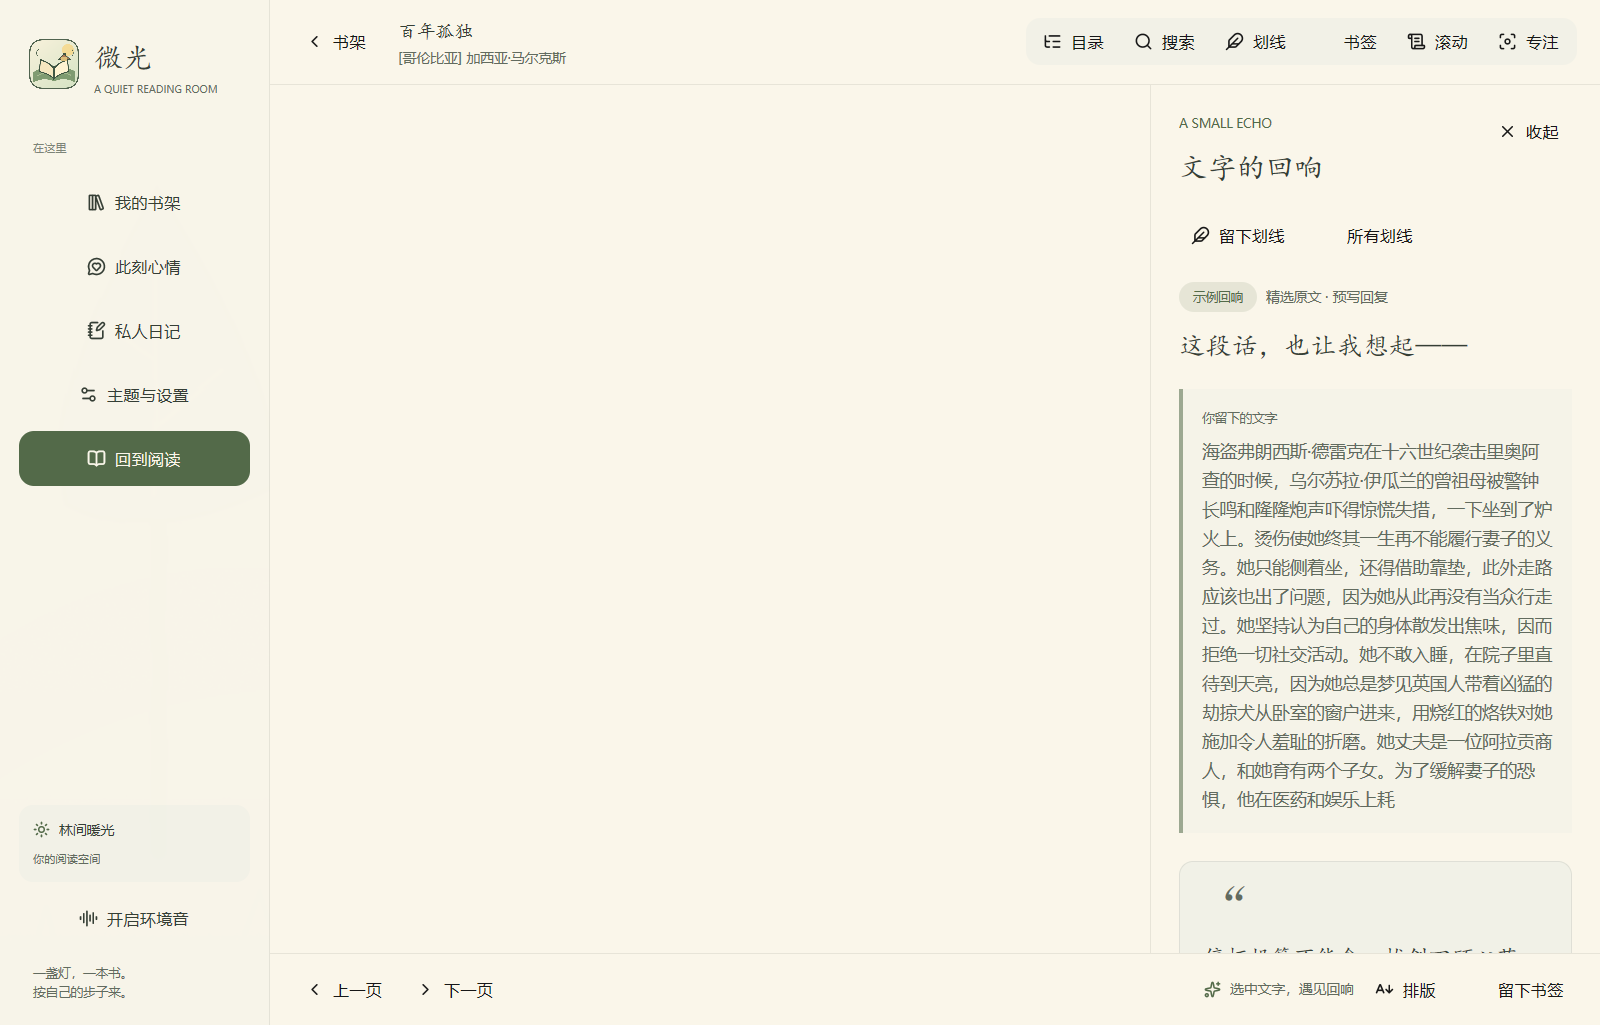 微光
A QUIET READING ROOM
在这里
我的书架
此刻心情
私人日记
主题与设置
回到阅读
林间暖光
你的阅读空间
开启环境音
一盏灯，一本书。
按自己的步子来。
书架
百年孤独
[哥伦比亚] 加西亚·马尔克斯
目录
搜索
划线
书签
滚动
专注
A SMALL ECHO
收起
文字的回响
留下划线
所有划线
示例回响
精选原文 · 预写回复
这段话，也让我想起——
你留下的文字
海盗弗朗西斯·德雷克在十六世纪袭击里奥阿
查的时候，乌尔苏拉·伊瓜兰的曾祖母被警钟
长鸣和隆隆炮声吓得惊慌失措，一下坐到了炉
火上。烫伤使她终其一生再不能履行妻子的义
务。她只能侧着坐，还得借助靠垫，此外走路
应该也出了问题，因为她从此再没有当众行走
过。她坚持认为自己的身体散发出焦味，因而
拒绝一切社交活动。她不敢入睡，在院子里直
待到天亮，因为她总是梦见英国人带着凶猛的
劫掠犬从卧室的窗户进来，用烧红的烙铁对她
施加令人羞耻的折磨。她丈夫是一位阿拉贡商
人，和她育有两个子女。为了缓解妻子的恐
惧，他在医药和娱乐上耗
“
上一页
下一页
选中文字，遇见回响
排版
留下书签